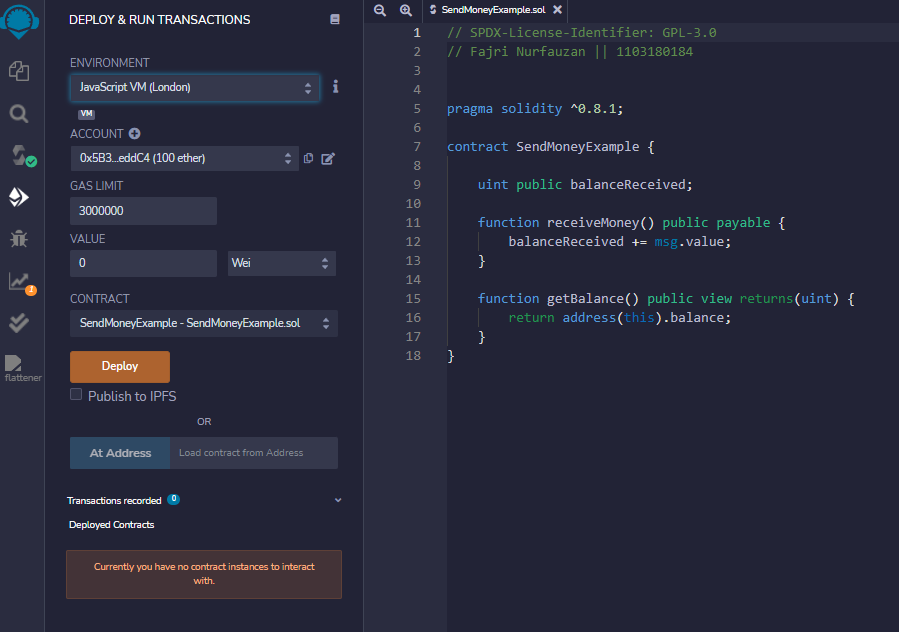 DEPLOY & RUN TRANSACTIONS
ENVIRONMENT
JavaScript VM (London)
VM
ACCOUNT
0x5B3...eddC4 (100 ether)
GAS LIMIT
3000000
VALUE
0
Wei
CONTRACT
SendMoneyExample - SendMoneyExample.sol
Deploy
Publish to IPFS
OR
At Address
Load contract from Address
Transactions recorded 0
Deployed Contracts
Currently you have no contract instances to interact
with.
flattener
SendMoneyExample.sol
1 // SPDX-License-Identifier: GPL-3.0
2 // Fajri Nurfauzan || 1103180184
3
4
5 pragma solidity ^0.8.1;
6
7 contract SendMoneyExample {
8
9 uint public balanceReceived;
10
11 function receiveMoney() public payable {
12 balanceReceived += msg.value;
13 }
14
15 function getBalance() public view returns(uint) {
16 return address(this).balance;
17 }
18 }